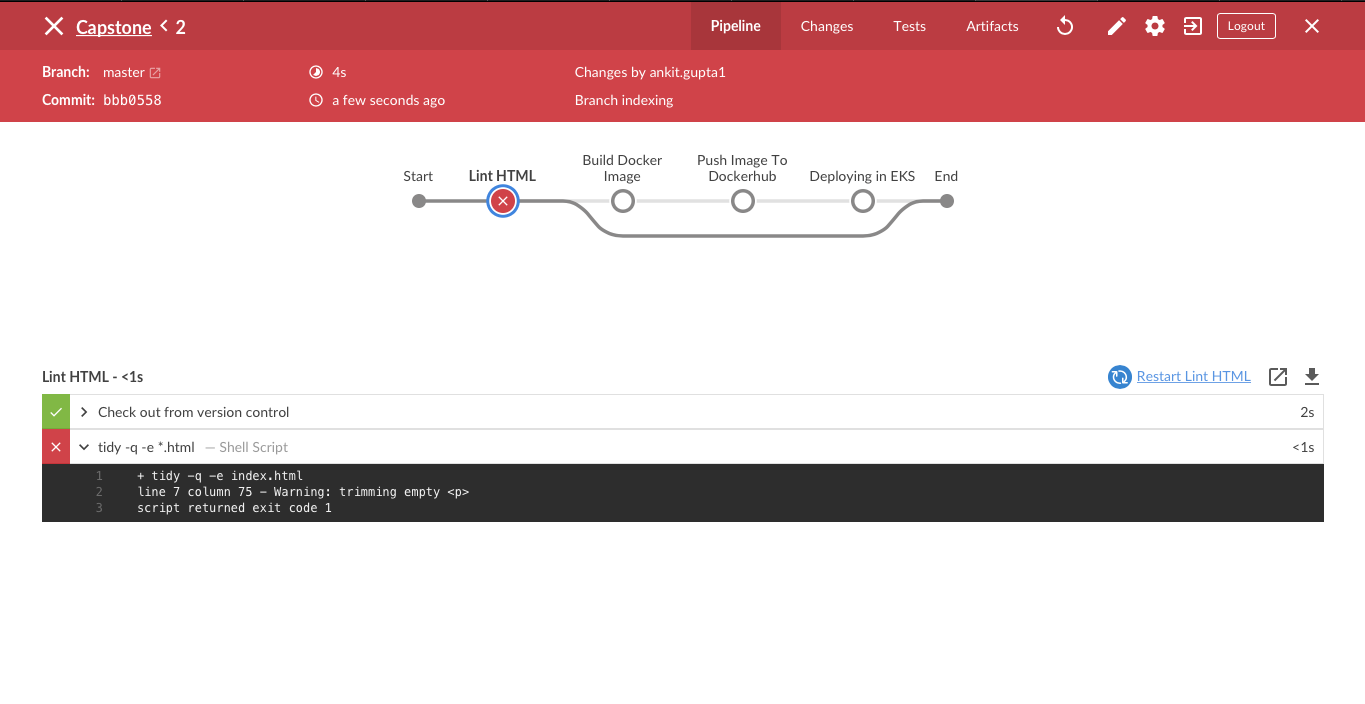 Capstone < 2
Pipeline
Changes
Tests
Artifacts
Logout
Branch: master
4s
Changes by ankit.gupta1
Commit: bbb0558
a few seconds ago
Branch indexing
Start
Lint HTML
Build Docker
Image
Push Image To
Dockerhub
Deploying in EKS
End
Lint HTML - <1s
Restart Lint HTML
Check out from version control
2s
tidy -q -e *.html — Shell Script
<1s
1 + tidy -q -e index.html
2 line 7 column 75 - Warning: trimming empty <p>
3 script returned exit code 1